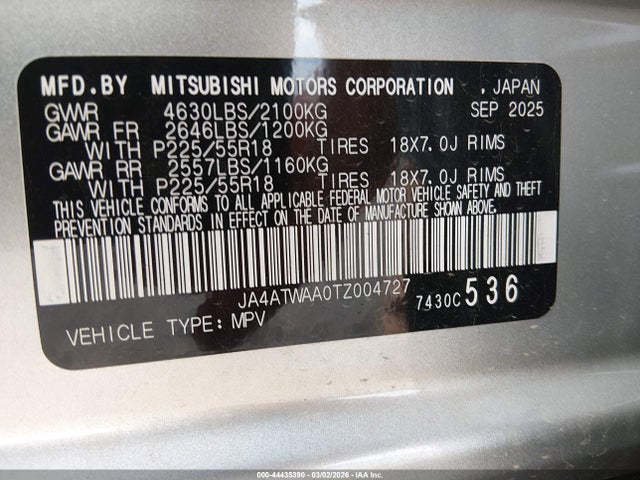 MFD.BY MITSUBISHI MOTORS CORPORATION , JAPAN
GVWR 4630LBS/2100KG SEP 2025
GAWR FR 2646LBS/1200KG
WITH P225/55R18 TIRES 18X7.0J RIMS
GAWR RR 2557LBS/1160KG
WITH P225/55R18 TIRES 18X7.0J RIMS
THIS VEHICLE CONFORMS TO ALL APPLICABLE FEDERAL MOTOR VEHICLE SAFETY AND THEFT
PREVENTION STANDARDS IN EFFECT ON THE DATE OF MANUFACTURE SHOWN ABOVE.
JA4ATWAA0TZ004727
7430C 536
VEHICLE TYPE: MPV
000-44435390 - 03/02/2026 - IAA Inc.